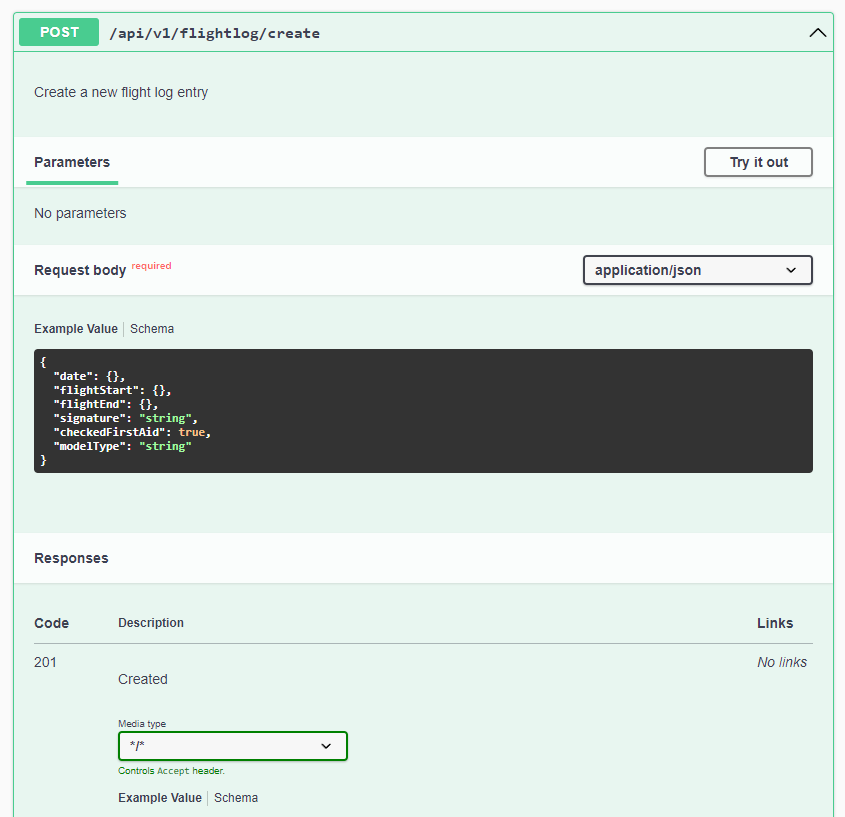 POST /api/v1/flightlog/create
Create a new flight log entry
Parameters
Try it out
No parameters
Request body required
application/json
Example Value Schema
{
  "date": {},
  "flightStart": {},
  "flightEnd": {},
  "signature": "string",
  "checkedFirstAid": true,
  "modelType": "string"
}
Responses
Code Description Links
201 Created No links
Media type
*/*
Controls Accept header.
Example Value Schema